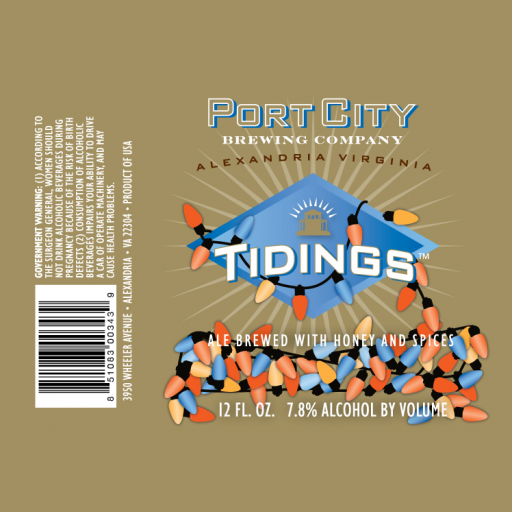 PORT CITY
BREWING COMPANY
ALEXANDRIA VIRGINIA
TIDINGS™
ALE BREWED WITH HONEY AND SPICES
12 FL. OZ. 7.8% ALCOHOL BY VOLUME
GOVERNMENT WARNING: (1) ACCORDING TO
THE SURGEON GENERAL, WOMEN SHOULD
NOT DRINK ALCOHOLIC BEVERAGES DURING
PREGNANCY BECAUSE OF THE RISK OF BIRTH
DEFECTS (2) CONSUMPTION OF ALCOHOLIC
BEVERAGES IMPAIRS YOUR ABILITY TO DRIVE
A CAR OR OPERATE MACHINERY, AND MAY
CAUSE HEALTH PROBLEMS.
3950 WHEELER AVENUE • ALEXANDRIA • VA 22304 • PRODUCT OF USA
8 51083 00343 9